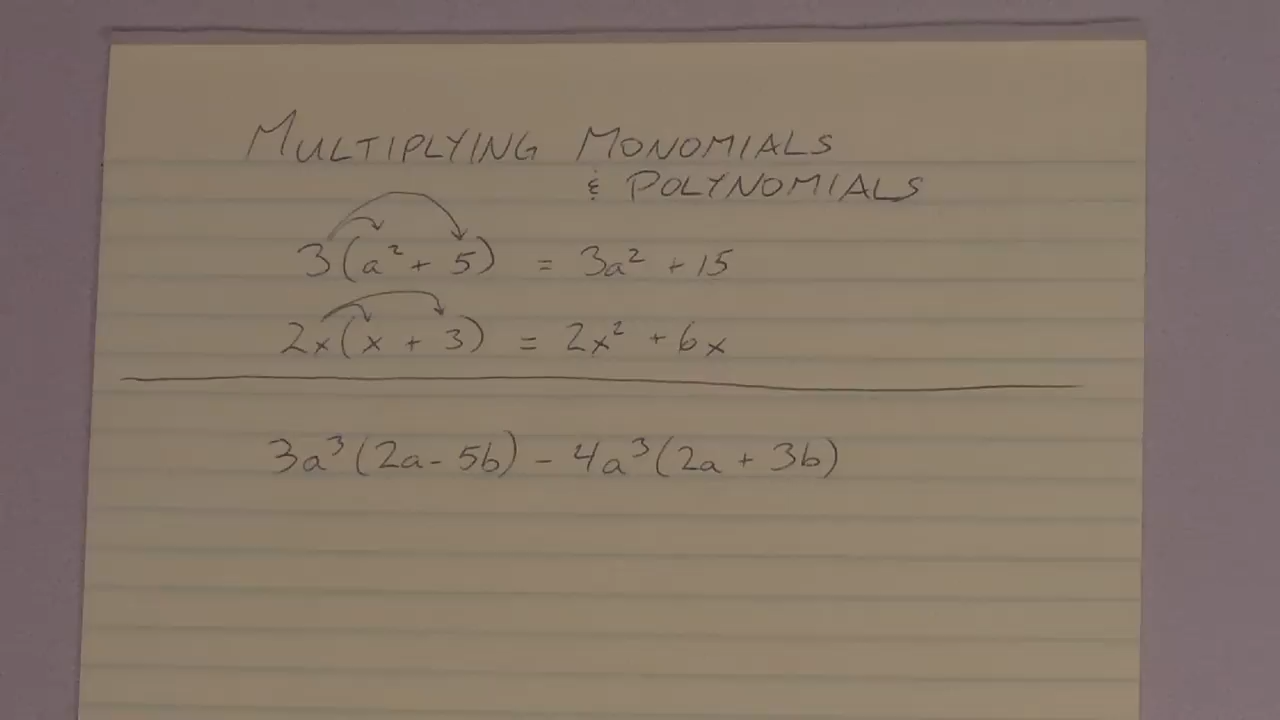 MULTIPLYING MONOMIALS
& POLYNOMIALS
3(a² + 5) = 3a² + 15
2x(x + 3) = 2x² + 6x
3a³(2a - 5b) - 4a³(2a + 3b)